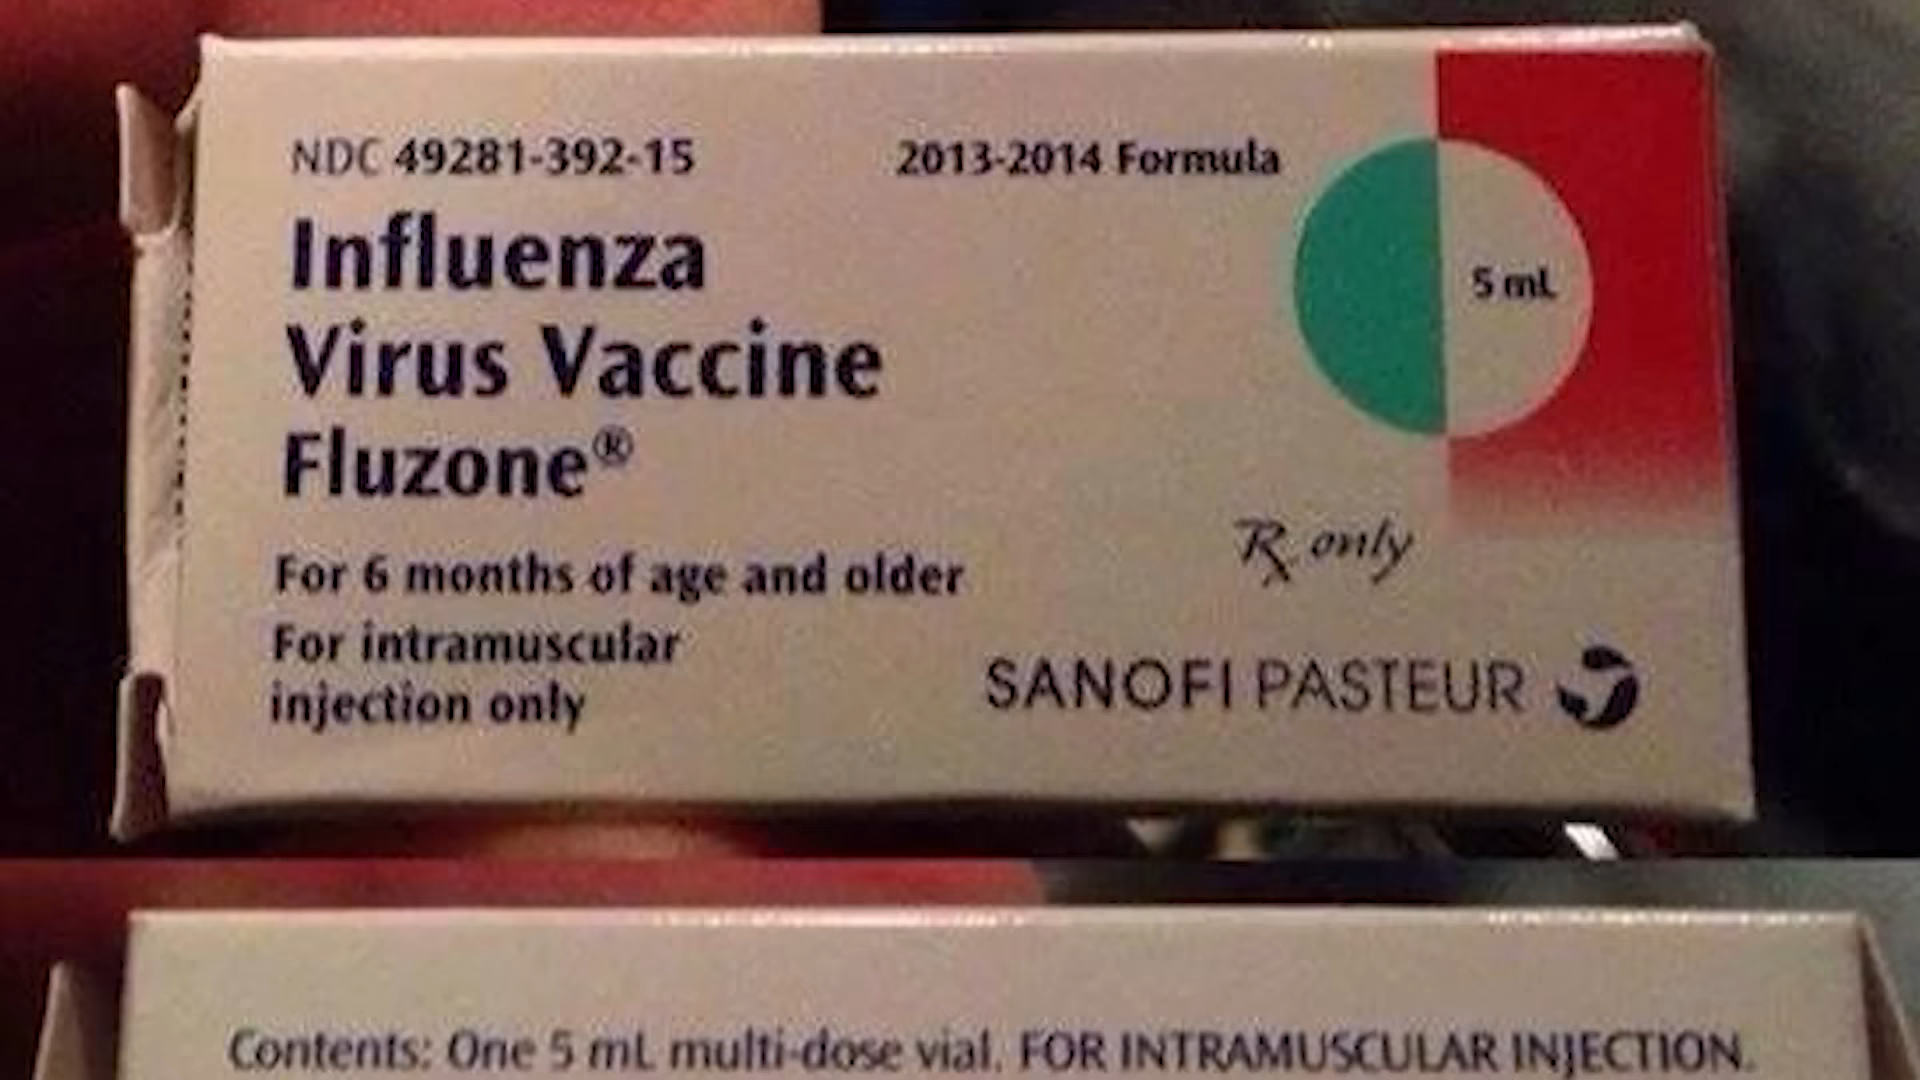 NDC 49281-392-15
2013-2014 Formula
Influenza
Virus Vaccine
Fluzone®
5 mL
For 6 months of age and older
For intramuscular
injection only
Rx only
SANOFI PASTEUR
Contents: One 5 mL multi-dose vial. FOR INTRAMUSCULAR INJECTION.